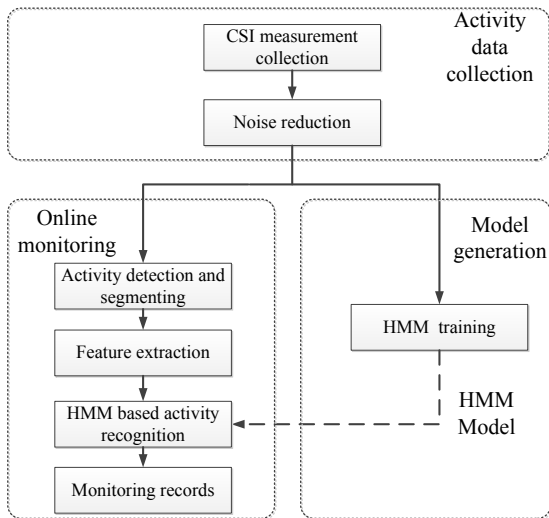 CSI measurement
collection
Activity
data
collection
Noise reduction
Online
monitoring
Activity detection and
segmenting
Feature extraction
HMM based activity
recognition
Monitoring records
Model
generation
HMM training
HMM
Model